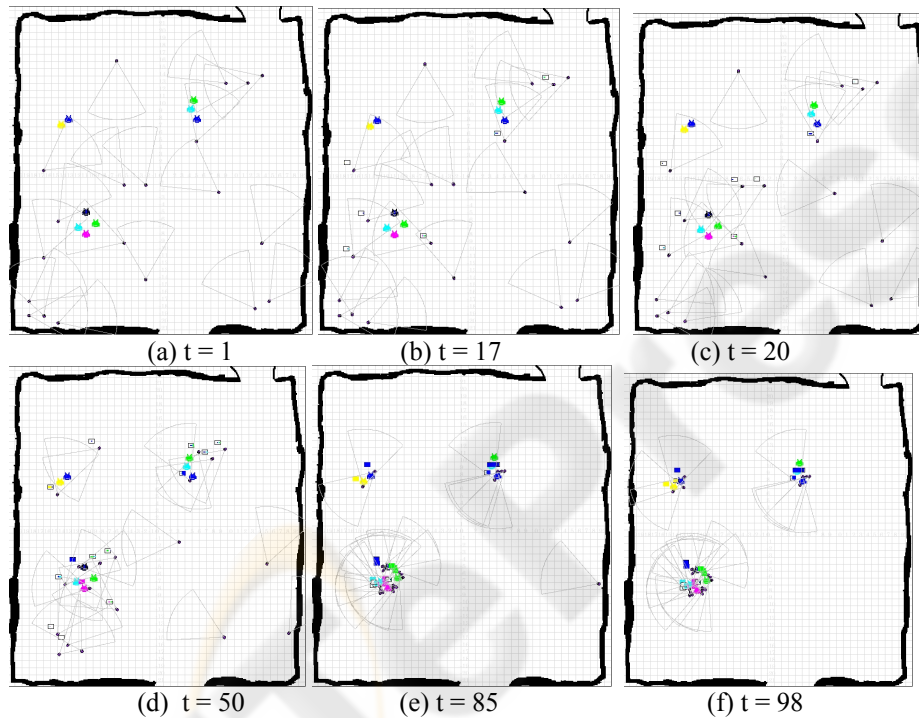 (a) t = 1
(b) t = 17
(c) t = 20
(d) t = 50
(e) t = 85
(f) t = 98